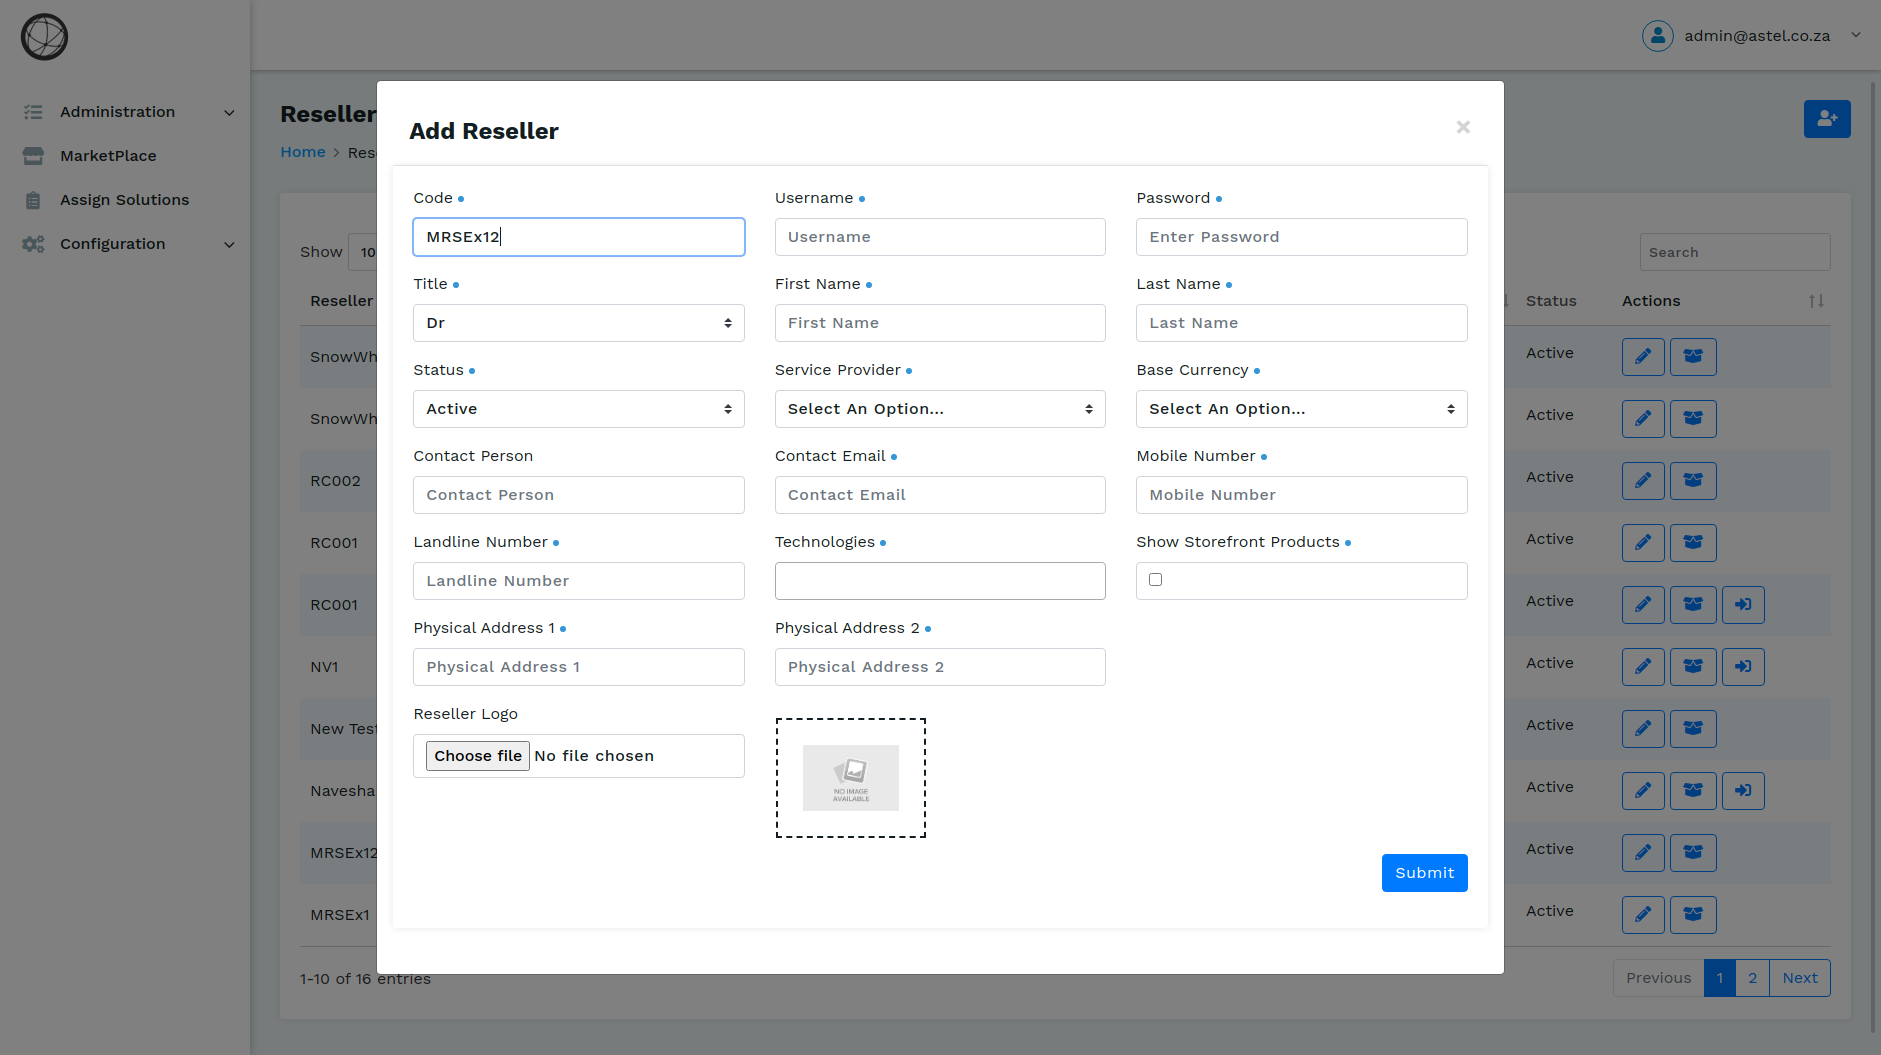 admin@astel.co.za
Administration
MarketPlace
Assign Solutions
Configuration
Reseller
Home > Rese
Show 10
Search
Reseller
Status Actions
SnowWh Active
SnowWh Active
RC002 Active
RC001 Active
RC001 Active
NV1 Active
New Test Active
Navesha Active
MRSEx12 Active
MRSEx1 Active
1-10 of 16 entries
Previous 1 2 Next
Add Reseller ×
Code Username Password
MRSEx12 Username Enter Password
Title First Name Last Name
Dr First Name Last Name
Status Service Provider Base Currency
Active Select An Option... Select An Option...
Contact Person Contact Email Mobile Number
Contact Person Contact Email Mobile Number
Landline Number Technologies Show Storefront Products
Landline Number
Physical Address 1 Physical Address 2
Physical Address 1 Physical Address 2
Reseller Logo
Choose file No file chosen
NO IMAGE
AVAILABLE
Submit